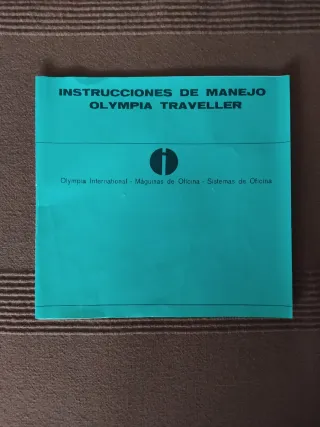 INSTRUCCIONES DE MANEJO
OLYMPIA TRAVELLER
Olympia International - Máquinas de Oficina - Sistemas de Oficina